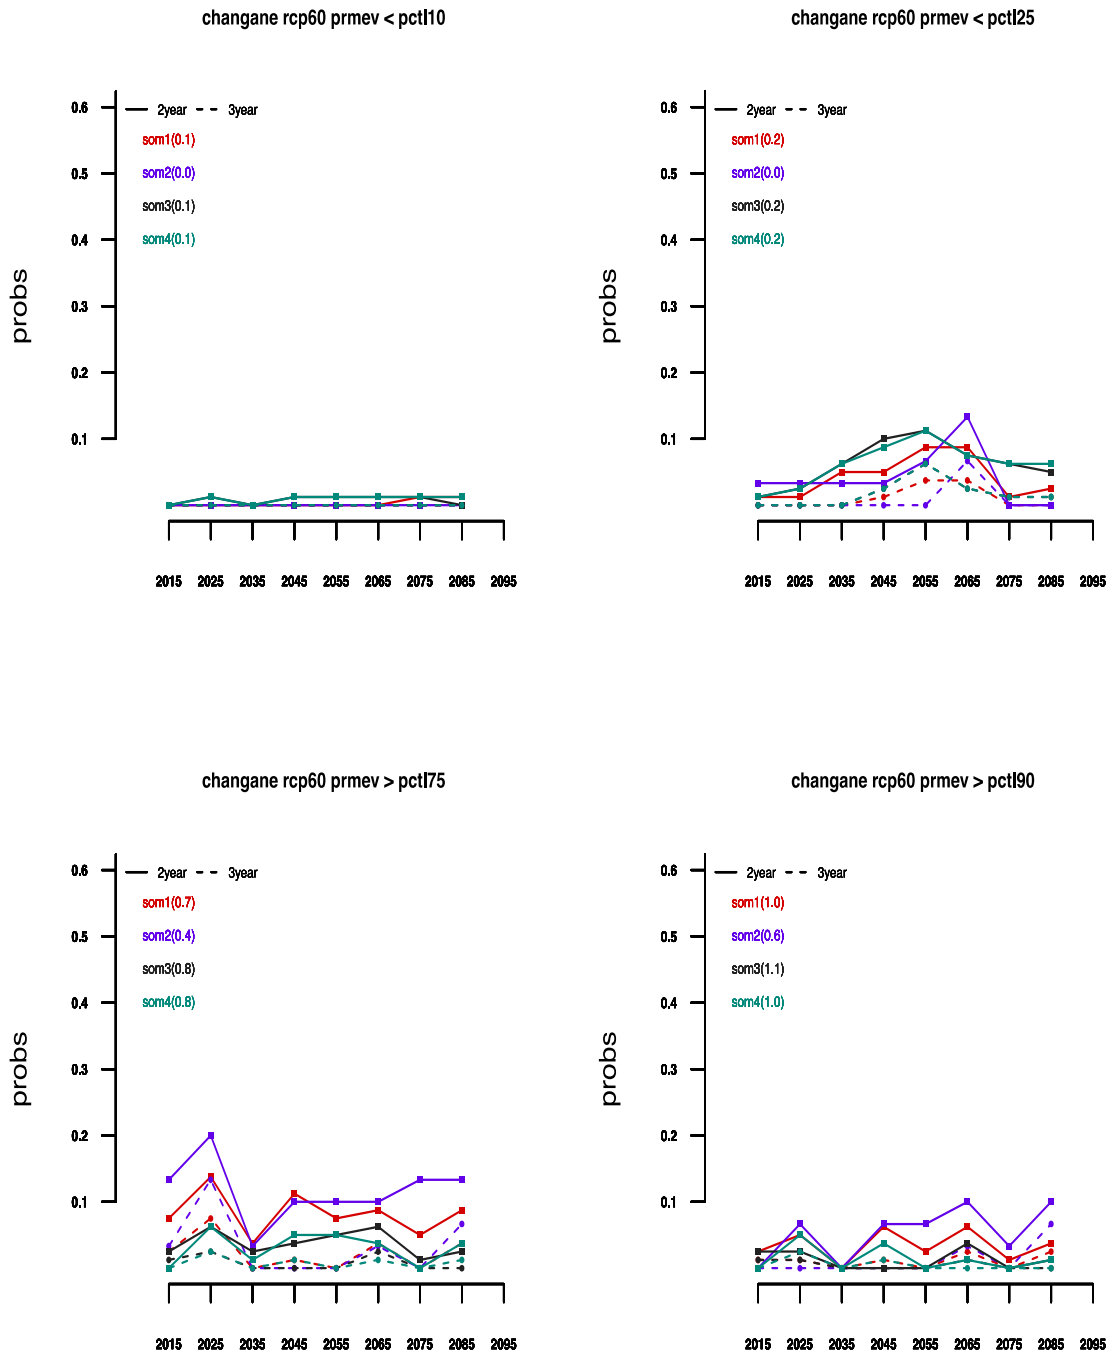 changane rcp60 prmev < pctl10
0.6
0.5
0.4
0.3
0.2
0.1
probs
2year 3year
som1(0.1)
som2(0.0)
som3(0.1)
som4(0.1)
2015 2025 2035 2045 2055 2065 2075 2085 2095
changane rcp60 prmev < pctl25
0.6
0.5
0.4
0.3
0.2
0.1
probs
2year 3year
som1(0.2)
som2(0.0)
som3(0.2)
som4(0.2)
2015 2025 2035 2045 2055 2065 2075 2085 2095
changane rcp60 prmev > pctl75
0.6
0.5
0.4
0.3
0.2
0.1
probs
2year 3year
som1(0.7)
som2(0.4)
som3(0.8)
som4(0.8)
2015 2025 2035 2045 2055 2065 2075 2085 2095
changane rcp60 prmev > pctl90
0.6
0.5
0.4
0.3
0.2
0.1
probs
2year 3year
som1(1.0)
som2(0.6)
som3(1.1)
som4(1.0)
2015 2025 2035 2045 2055 2065 2075 2085 2095